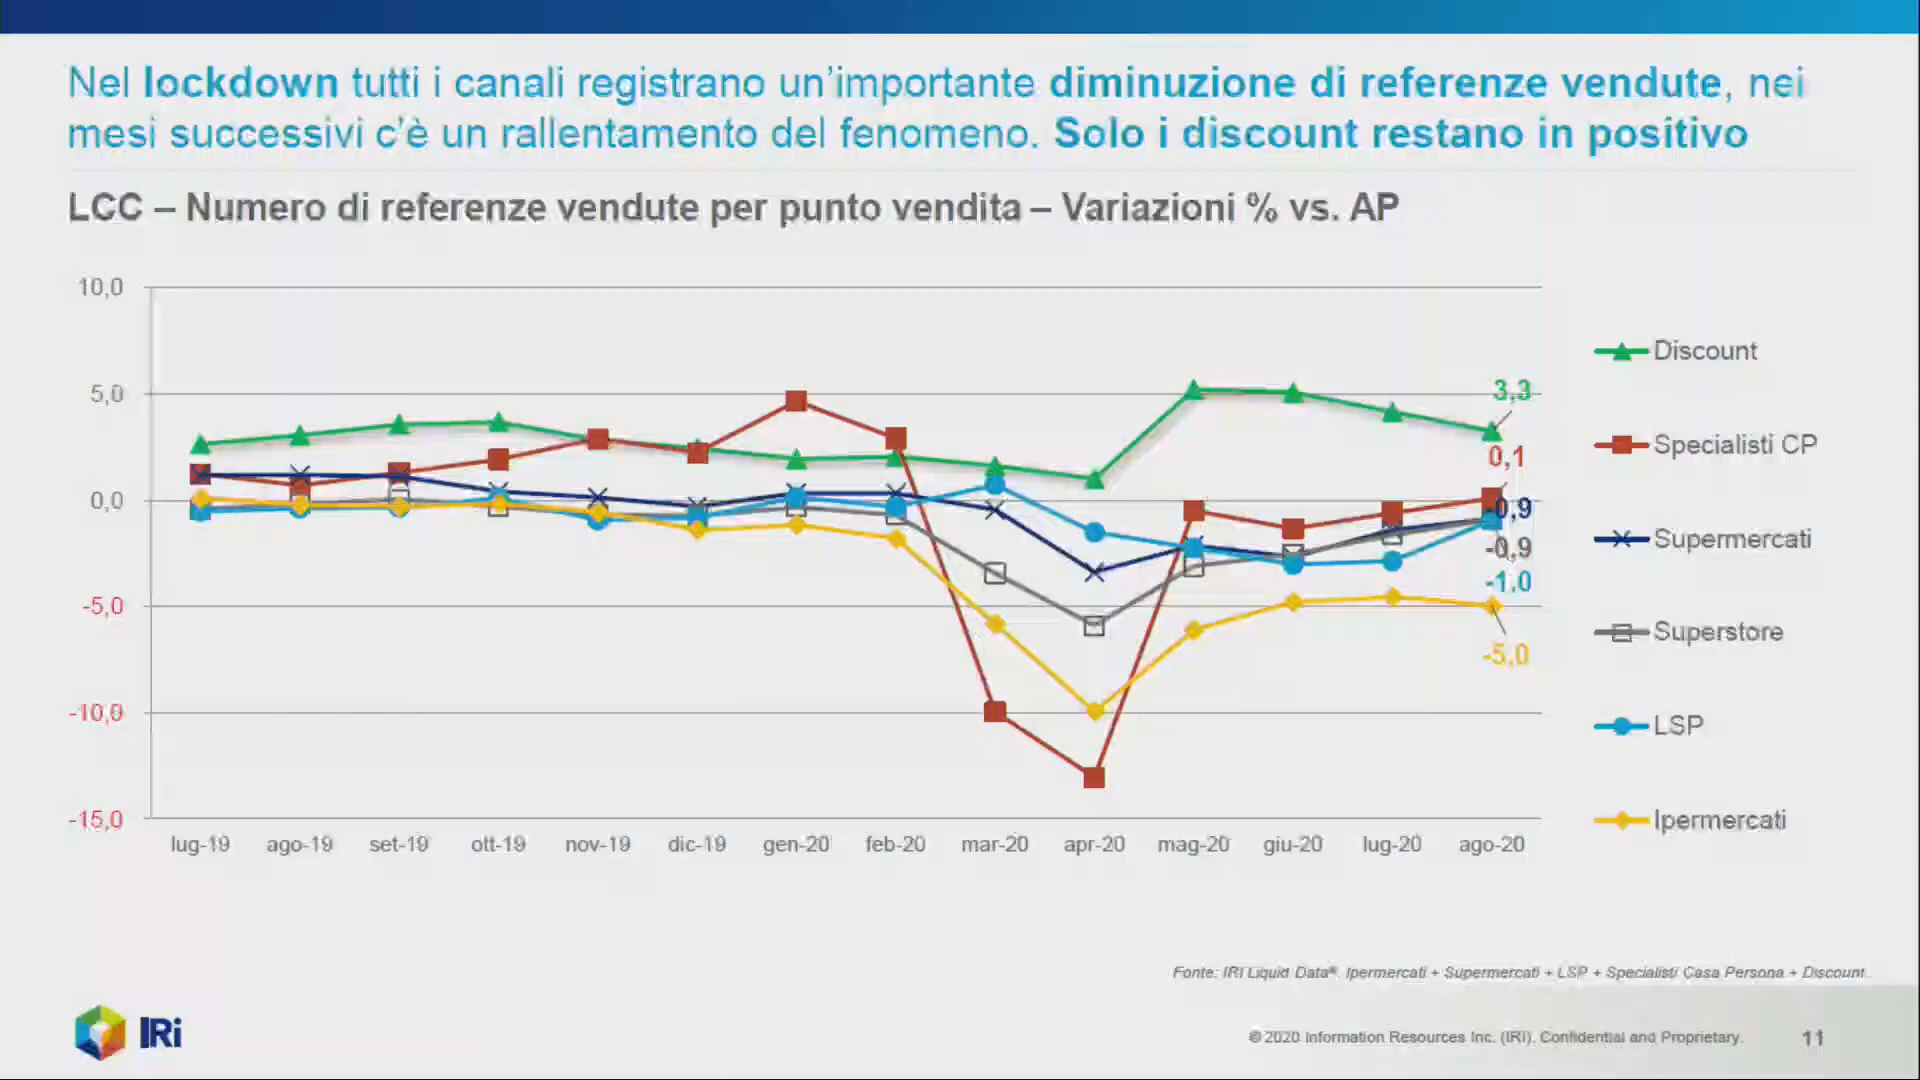 Nel lockdown tutti i canali registrano un'importante diminuzione di referenze vendute, nei
mesi successivi c'è un rallentamento del fenomeno. Solo i discount restano in positivo
LCC – Numero di referenze vendute per punto vendita – Variazioni % vs. AP
10,0
5,0
0,0
-5,0
-10,0
-15,0
lug-19 ago-19 set-19 ott-19 nov-19 dic-19 gen-20 feb-20 mar-20 apr-20 mag-20 giu-20 lug-20 ago-20
3,3
0,1
-0,9
-0,9
-1,0
-5,0
Discount
Specialisti CP
Supermercati
Superstore
LSP
Ipermercati
Fonte: IRI Liquid Data®. Ipermercati + Supermercati + LSP + Specialisti Casa Persona + Discount.
IRi
© 2020 Information Resources Inc. (IRI). Confidential and Proprietary.
11